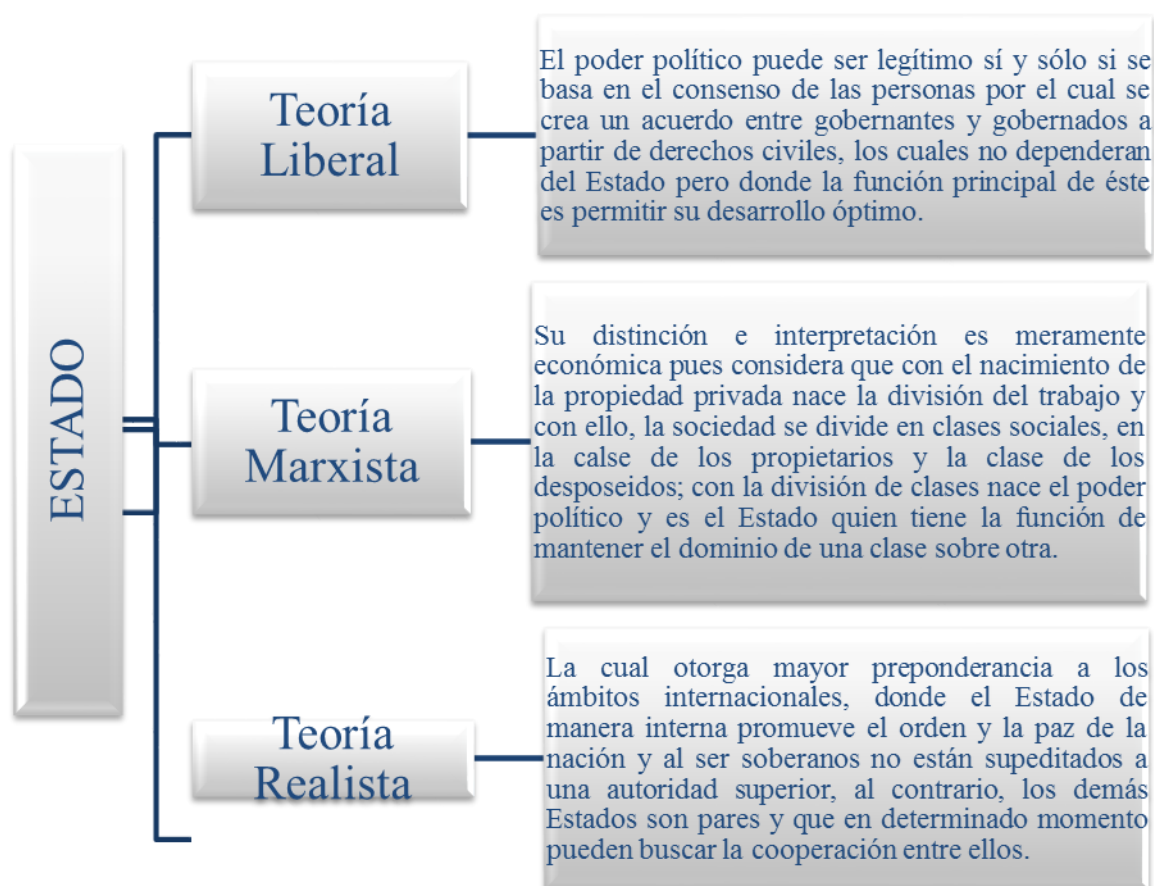 ESTADO
Teoría
Liberal
El poder político puede ser legítimo sí y sólo si se
basa en el consenso de las personas por el cual se
crea un acuerdo entre gobernantes y gobernados a
partir de derechos civiles, los cuales no dependeran
del Estado pero donde la función principal de éste
es permitir su desarrollo óptimo.
Teoría
Marxista
Su distinción e interpretación es meramente
económica pues considera que con el nacimiento de
la propiedad privada nace la división del trabajo y
con ello, la sociedad se divide en clases sociales, en
la calse de los propietarios y la clase de los
desposeidos; con la división de clases nace el poder
político y es el Estado quien tiene la función de
mantener el dominio de una clase sobre otra.
Teoría
Realista
La cual otorga mayor preponderancia a los
ámbitos internacionales, donde el Estado de
manera interna promueve el orden y la paz de la
nación y al ser soberanos no están supeditados a
una autoridad superior, al contrario, los demás
Estados son pares y que en determinado momento
pueden buscar la cooperación entre ellos.